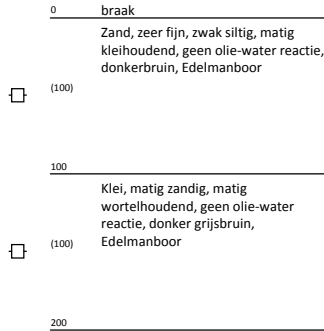 0 braak
Zand, zeer fijn, zwak siltig, matig
kleihoudend, geen olie-water reactie,
donkerbruin, Edelmanboor
(100)
100
Klei, matig zandig, matig
wortelhoudend, geen olie-water
reactie, donker grijsbruin,
Edelmanboor
(100)
200